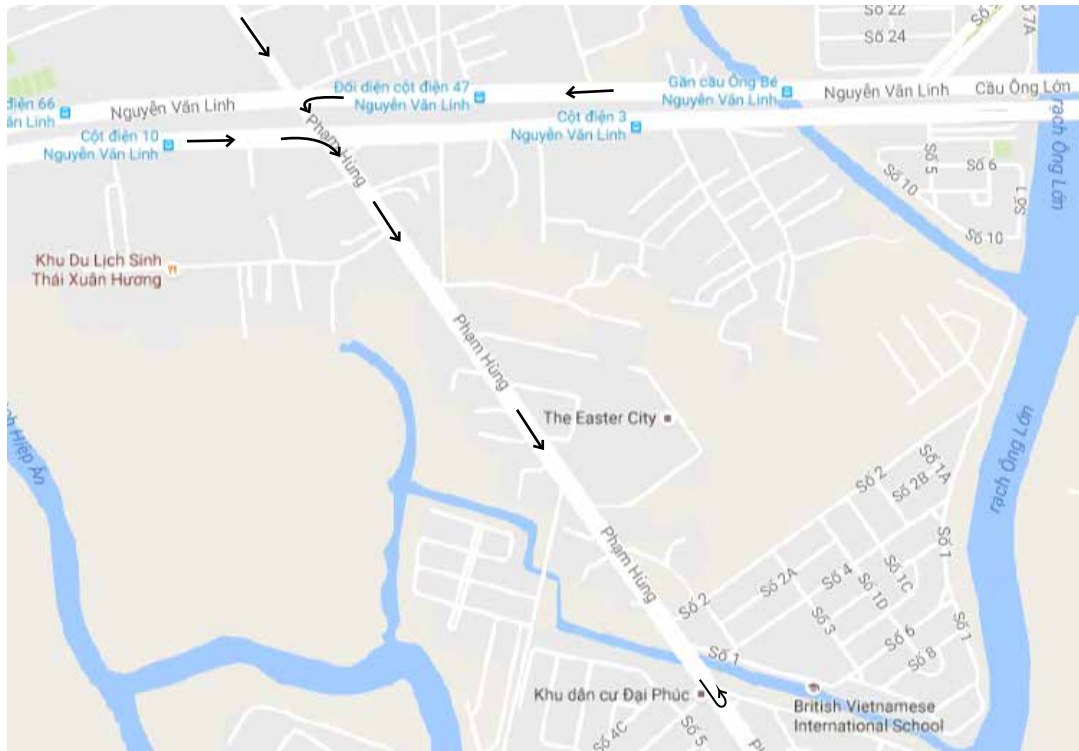 Số 22
Số 24
7A
Đối diện cột điện 47
Nguyễn Văn Linh
Gần cầu Ông Bé
Nguyễn Văn Linh
điện 66
Nguyễn Văn Linh
Nguyễn Văn Linh
Cầu Ông Lớn
Cột điện 10
Nguyễn Văn Linh
Cột điện 3
Nguyễn Văn Linh
Phạm Hùng
rạch Ông Lớn
Số 5
Số 6
Số 10
Số 1
Số 10
Khu Du Lịch Sinh
Thái Xuân Hương
Phạm Hùng
The Easter City
Hiệp Ân
rạch Ông Lớn
Số 2
Số 1A
Số 2B
Số 1
Phạm Hùng
Số 2A
Số 4
Số 1C
Số 1D
Số 2
Số 3
Số 6
Số 1
Số 8
Số 1
Khu dân cư Đại Phúc
British Vietnamese
International School
Số 4C
Số 5